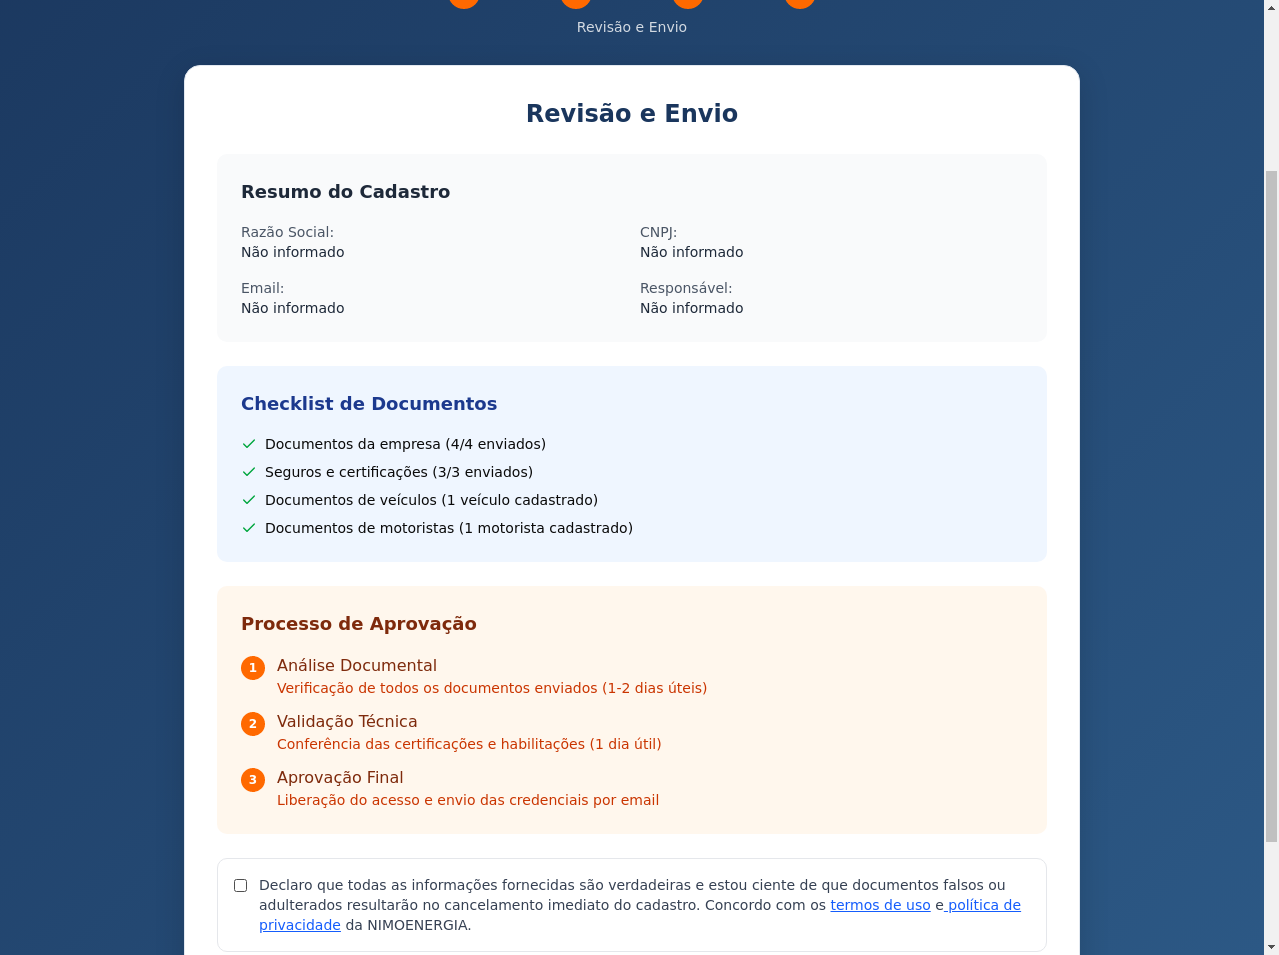 Revisão e Envio
Revisão e Envio
Resumo do Cadastro
Razão Social:
Não informado
CNPJ:
Não informado
Email:
Não informado
Responsável:
Não informado
Checklist de Documentos
Documentos da empresa (4/4 enviados)
Seguros e certificações (3/3 enviados)
Documentos de veículos (1 veículo cadastrado)
Documentos de motoristas (1 motorista cadastrado)
Processo de Aprovação
1 Análise Documental
Verificação de todos os documentos enviados (1-2 dias úteis)
2 Validação Técnica
Conferência das certificações e habilitações (1 dia útil)
3 Aprovação Final
Liberação do acesso e envio das credenciais por email
Declaro que todas as informações fornecidas são verdadeiras e estou ciente de que documentos falsos ou
adulterados resultarão no cancelamento imediato do cadastro. Concordo com os termos de uso e política de
privacidade da NIMOENERGIA.